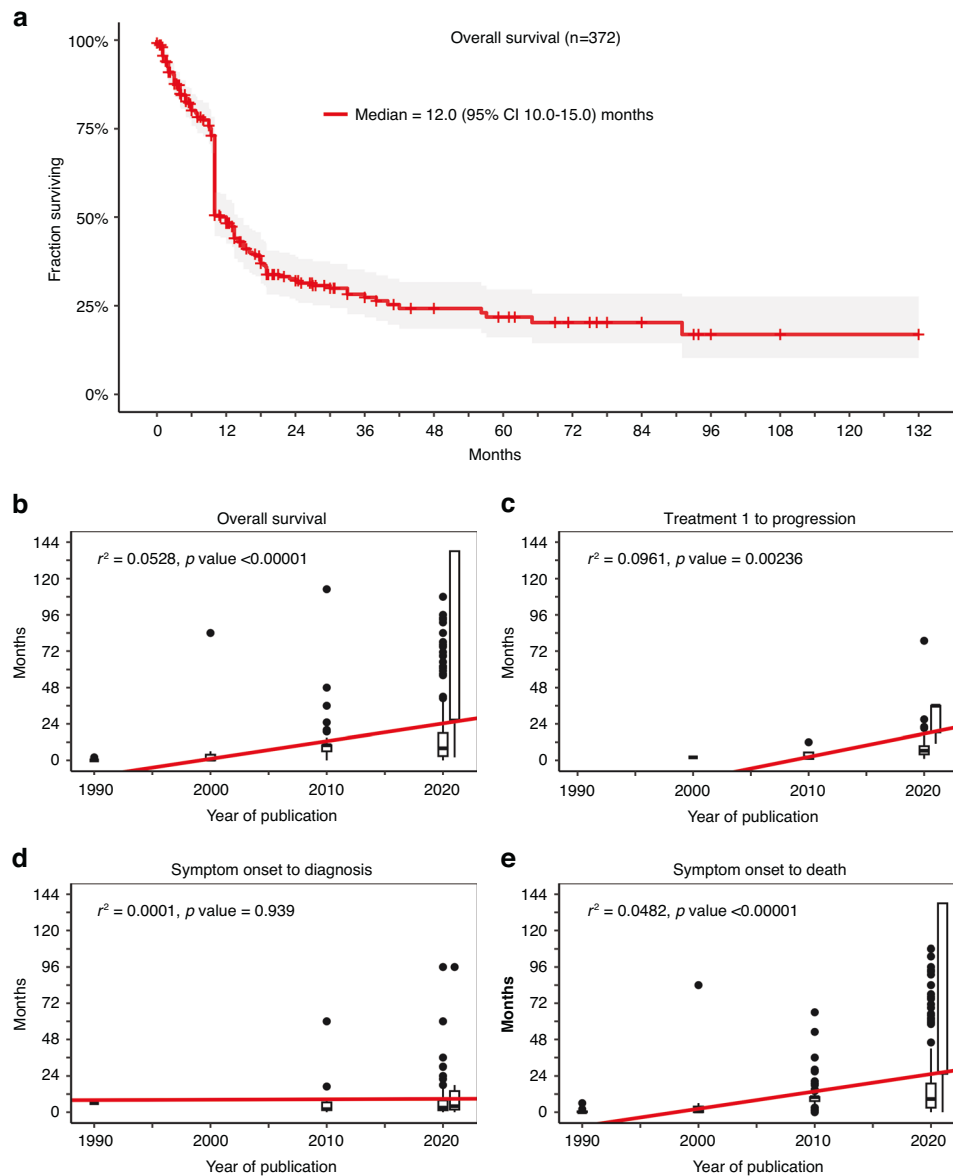 a
Overall survival (n=372)
Median = 12.0 (95% CI 10.0-15.0) months
Fraction surviving
100%
75%
50%
25%
0%
0 12 24 36 48 60 72 84 96 108 120 132
Months
b
Overall survival
r² = 0.0528, p value <0.00001
Months
144
120
96
72
48
24
0
1990 2000 2010 2020
Year of publication
c
Treatment 1 to progression
r² = 0.0961, p value = 0.00236
Months
144
120
96
72
48
24
0
1990 2000 2010 2020
Year of publication
d
Symptom onset to diagnosis
r² = 0.0001, p value = 0.939
Months
144
120
96
72
48
24
0
1990 2000 2010 2020
Year of publication
e
Symptom onset to death
r² = 0.0482, p value <0.00001
Months
144
120
96
72
48
24
0
1990 2000 2010 2020
Year of publication